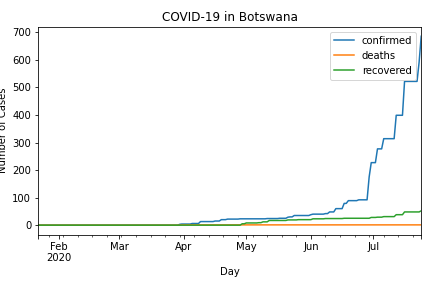 COVID-19 in Botswana
700
600
500
400
300
200
100
0
Number of Cases
confirmed
deaths
recovered
Feb Mar Apr May Jun Jul
2020
Day